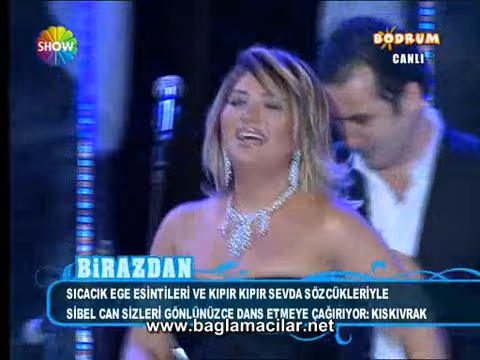 SHOW
BODRUM
CANLI
BİRAZDAN
SICACIK EGE ESİNTİLERİ VE KIPIR KIPIR SEVDA SÖZCÜKLERİYLE
SİBEL CAN SİZLERİ GÖNLÜNÜZCE DANS ETMEYE ÇAĞIRIYOR: KISKIVRAK
www.baglamacilar.net